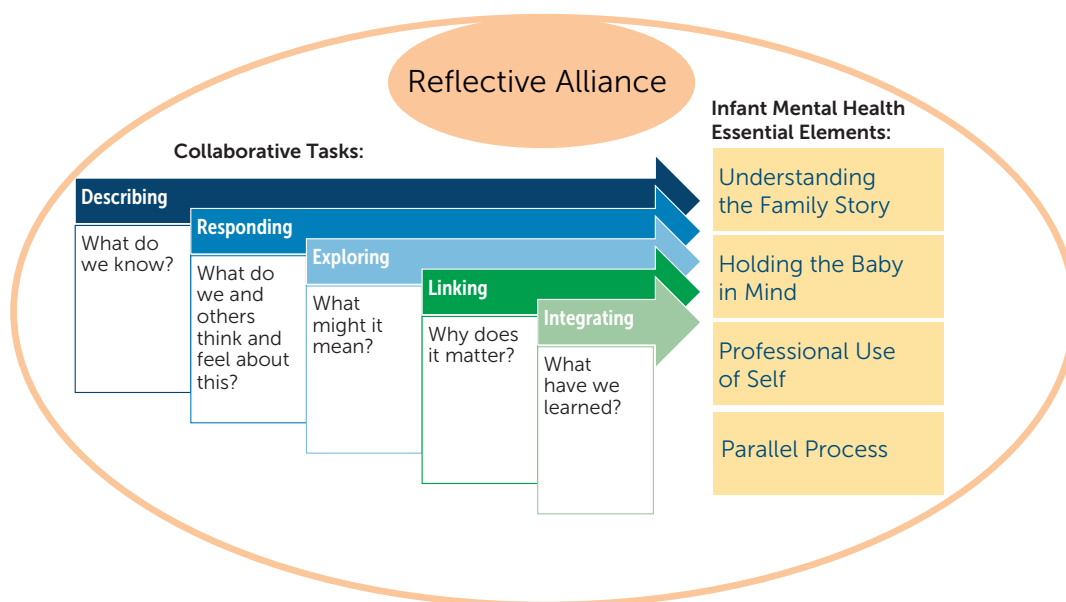 Reflective Alliance
Collaborative Tasks:
Describing
What do
we know?
Responding
What do
we and
others
think and
feel about
this?
Exploring
What
might it
mean?
Linking
Why does
it matter?
Integrating
What
have we
learned?
Infant Mental Health
Essential Elements:
Understanding
the Family Story
Holding the Baby
in Mind
Professional Use
of Self
Parallel Process